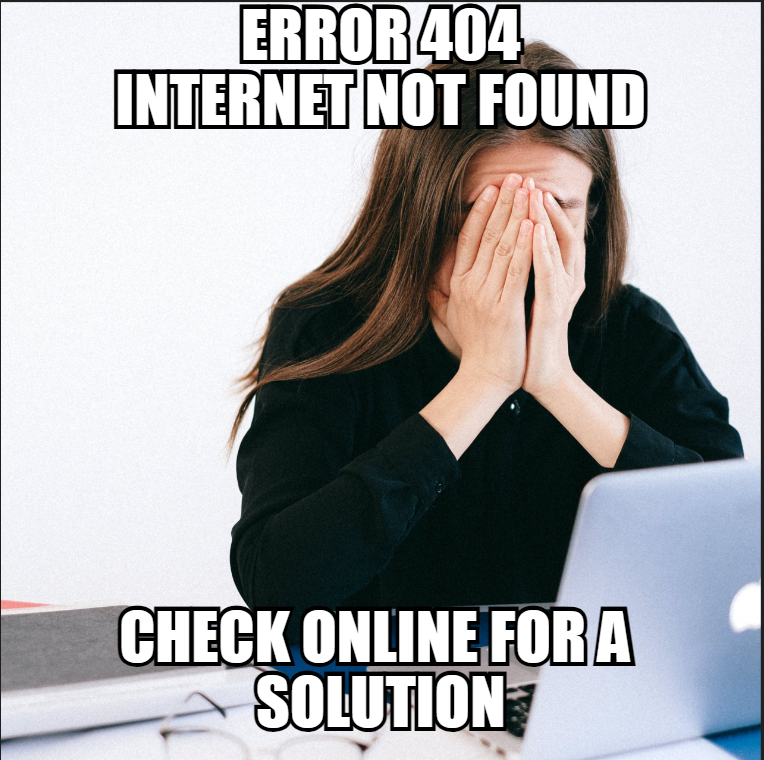 ERROR 404
INTERNET NOT FOUND
CHECK ONLINE FOR A
SOLUTION